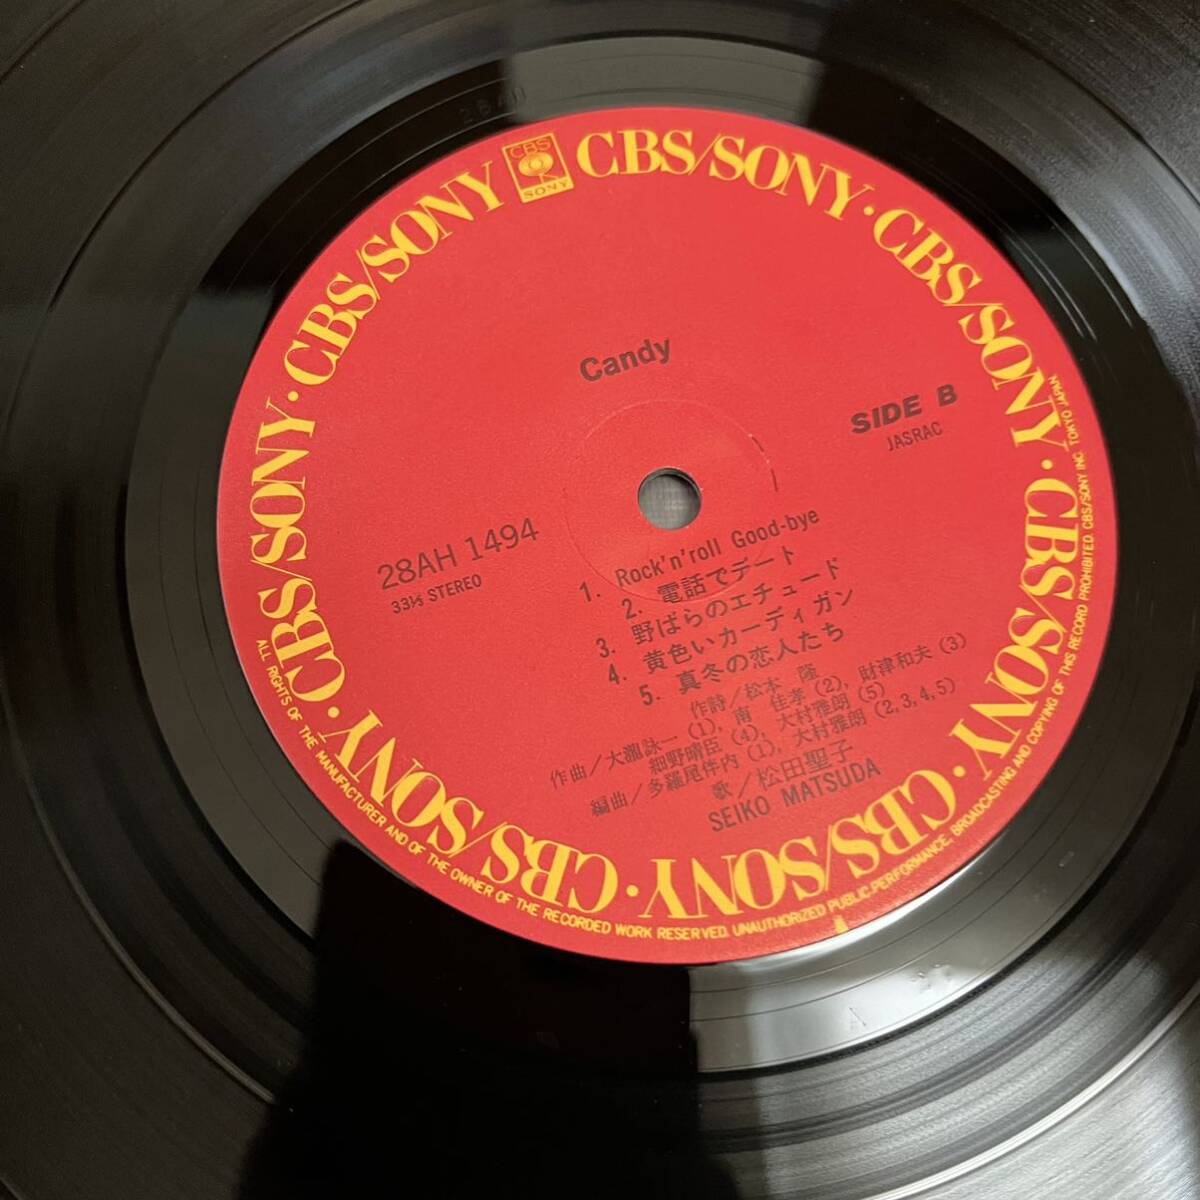 CBS/SONY · CBS/SONY · CBS/SONY · CBS/SONY · CBS/SONY · CBS/SONY · CBS/SONY · CBS/SONY
CBS
SONY
Candy
SIDE B
JASRAC
28AH 1494
33⅓ STEREO
1. Rock'n'roll Good-bye
2. 電話でデート
3. 野ばらのエチュード
4. 黄色いカーディガン
5. 真冬の恋人たち
作詩/松本 隆
作曲/大瀧詠一(1), 南 佳孝(2), 財津和夫(3)
細野晴臣(4), 大村雅朗(5)
編曲/多羅尾伴内(1), 大村雅朗(2,3,4,5)
歌/松田聖子
SEIKO MATSUDA
ALL RIGHTS OF THE MANUFACTURER AND OF THE OWNER OF THE RECORDED WORK RESERVED. UNAUTHORIZED PUBLIC PERFORMANCE, BROADCASTING AND COPYING OF THIS RECORD PROHIBITED. CBS/SONY INC. TOKYO JAPAN